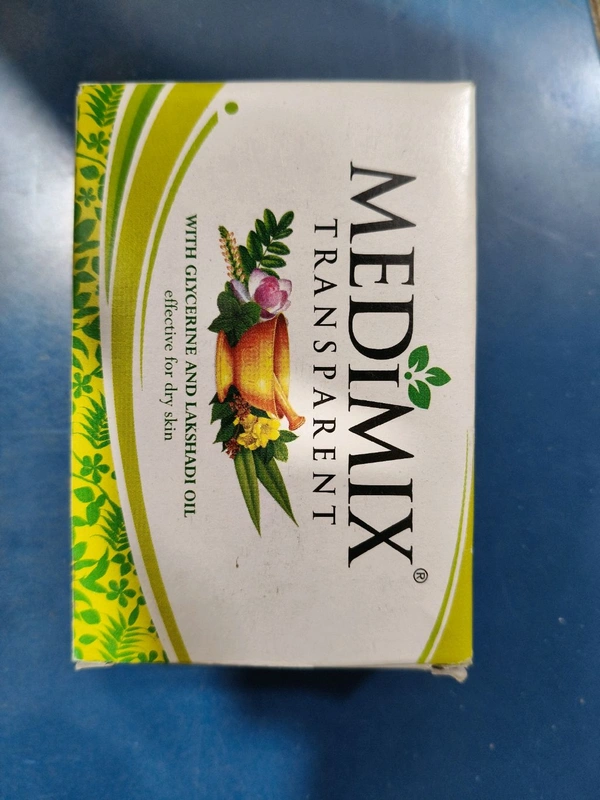 MEDIMIX®
TRANSPARENT
WITH GLYCERINE AND LAKSHADI OIL
effective for dry skin